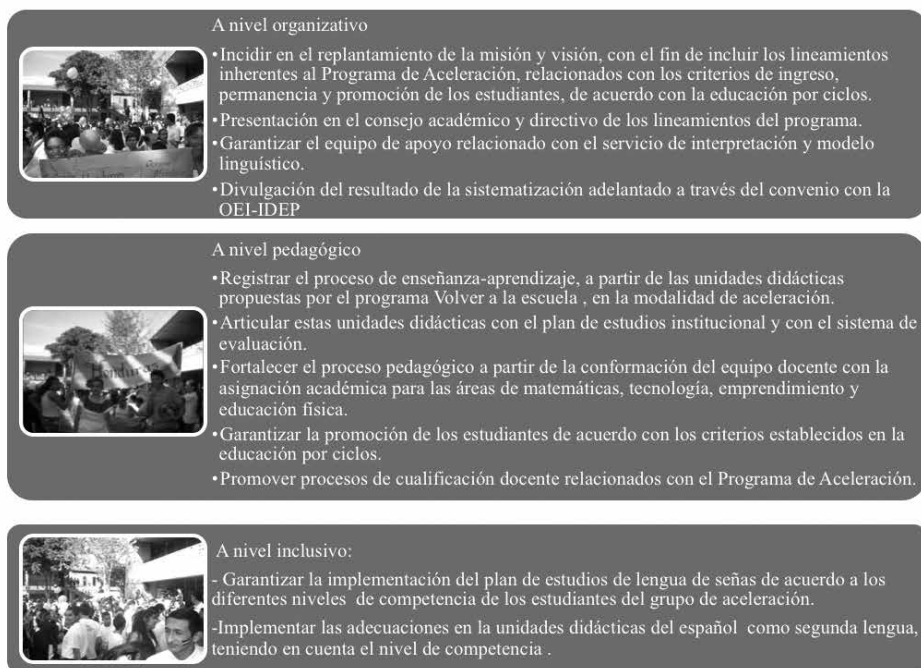 A nivel organizativo
•Incidir en el replantamiento de la misión y visión, con el fin de incluir los lineamientos
inherentes al Programa de Aceleración, relacionados con los criterios de ingreso,
permanencia y promoción de los estudiantes, de acuerdo con la educación por ciclos.
•Presentación en el consejo académico y directivo de los lineamientos del programa.
•Garantizar el equipo de apoyo relacionado con el servicio de interpretación y modelo
linguístico.
•Divulgación del resultado de la sistematización adelantado a través del convenio con la
OEI-IDEP
A nivel pedagógico
•Registrar el proceso de enseñanza-aprendizaje, a partir de las unidades didácticas
propuestas por el programa Volver a la escuela , en la modalidad de aceleración.
•Articular estas unidades didácticas con el plan de estudios institucional y con el sistema de
evaluación.
•Fortalecer el proceso pedagógico a partir de la conformación del equipo docente con la
asignación académica para las áreas de matemáticas, tecnología, emprendimiento y
educación física.
•Garantizar la promoción de los estudiantes de acuerdo con los criterios establecidos en la
educación por ciclos.
•Promover procesos de cualificación docente relacionados con el Programa de Aceleración.
Honduras
A nivel inclusivo:
- Garantizar la implementación del plan de estudios de lengua de señas de acuerdo a los
diferentes niveles de competencia de los estudiantes del grupo de aceleración.
-Implementar las adecuaciones en la unidades didácticas del español como segunda lengua,
teniendo en cuenta el nivel de competencia .